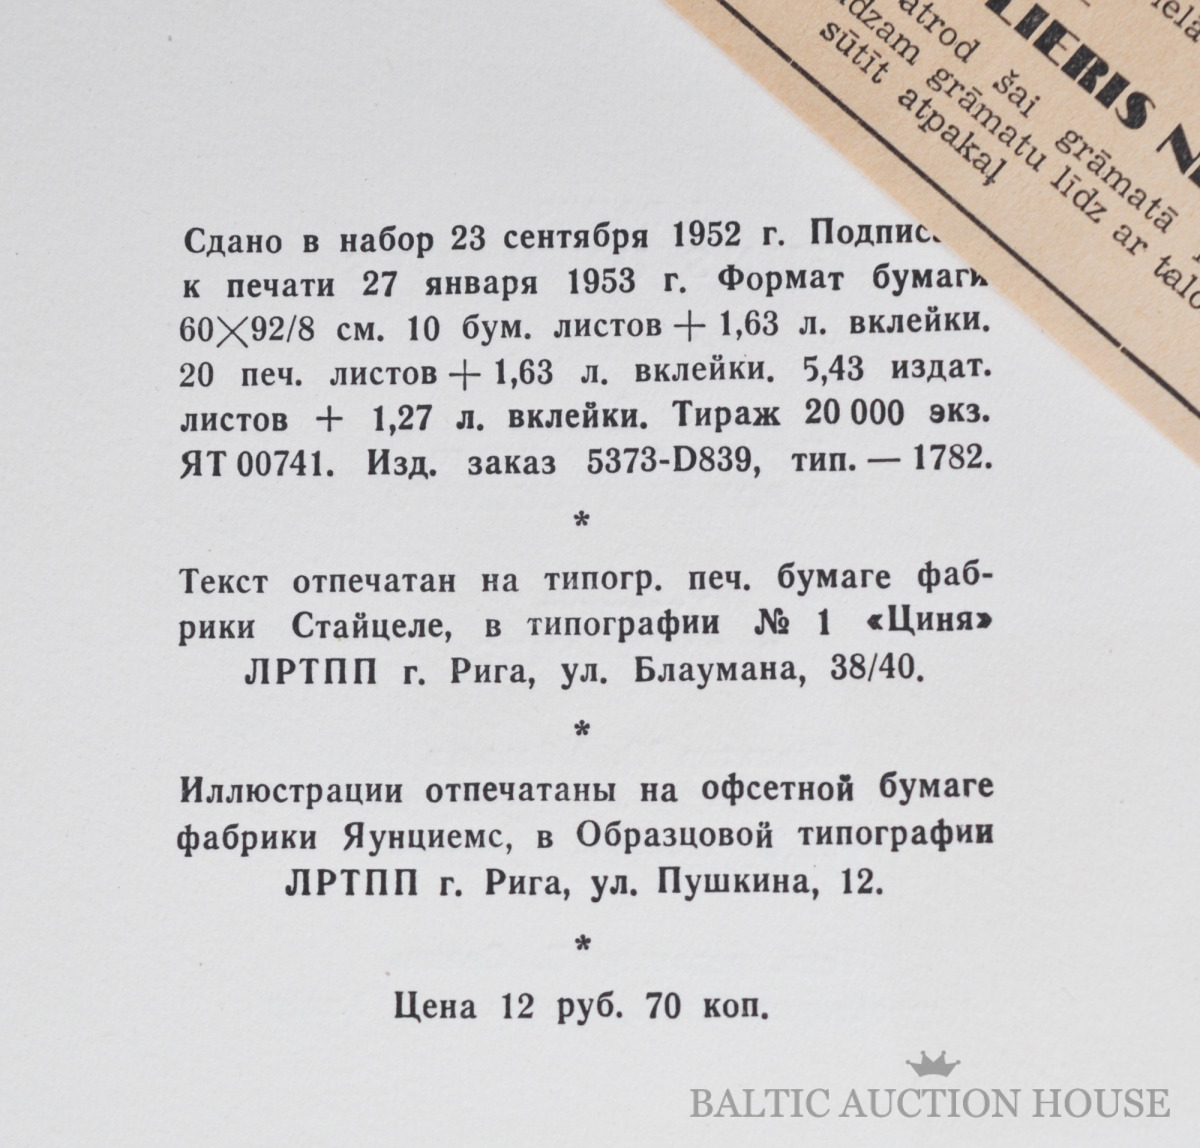 šai grāmatā
grāmatu līdz ar
sūtīt atpakaļ
Сдано в набор 23 сентября 1952 г.
к печати 27 января 1953 г. Формат бумаги
60×92/8 см. 10 бум. листов + 1,63 л. вклейки.
20 печ. листов + 1,63 л. вклейки. 5,43 издат.
листов + 1,27 л. вклейки. Тираж 20 000 экз.
ЯТ 00741. Изд. заказ 5373-D839, тип. — 1782.
*
Текст отпечатан на типогр. печ. бумаге фаб-
рики Стайцеле, в типографии № 1 «Циня»
ЛРТПП г. Рига, ул. Блаумана, 38/40.
*
Иллюстрации отпечатаны на офсетной бумаге
фабрики Яунциемс, в Образцовой типографии
ЛРТПП г. Рига, ул. Пушкина, 12.
*
Цена 12 руб. 70 коп.
BALTIC AUCTION HOUSE